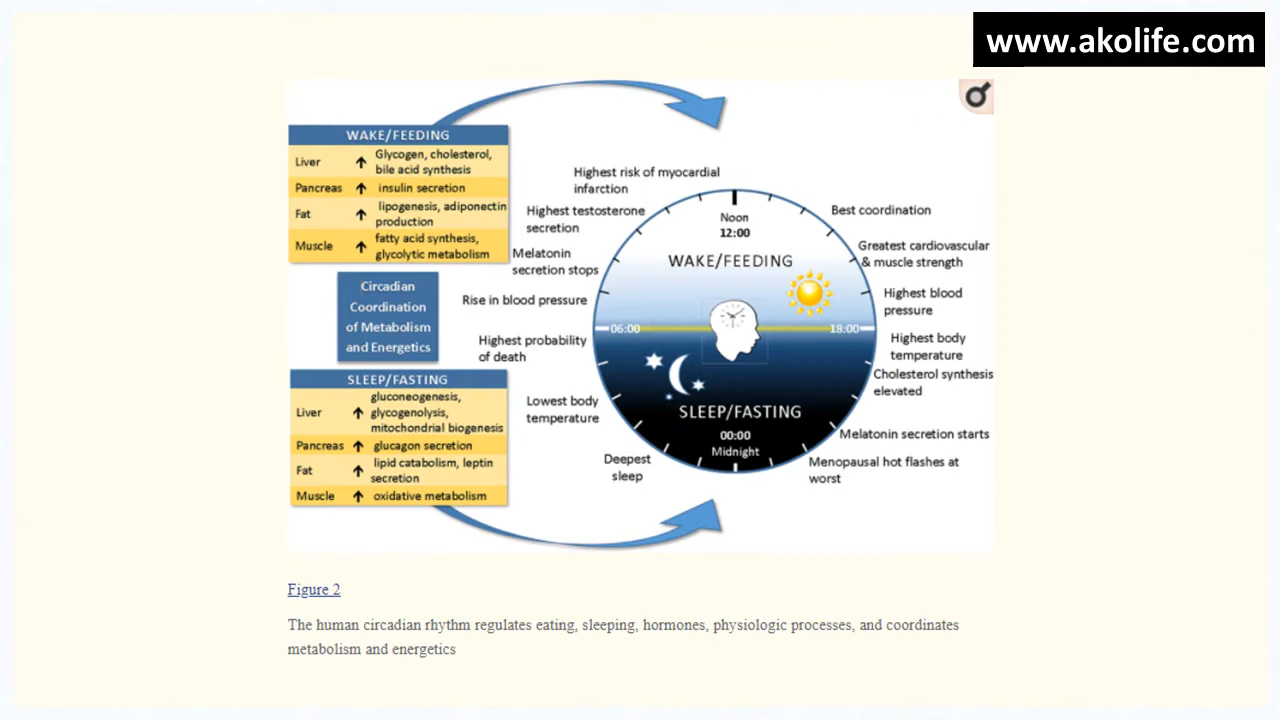 www.akolife.com
WAKE/FEEDING
Liver ↑ Glycogen, cholesterol,
bile acid synthesis
Pancreas ↑ insulin secretion
Fat ↑ lipogenesis, adiponectin
production
Muscle ↑ fatty acid synthesis,
glycolytic metabolism
Circadian
Coordination
of Metabolism
and Energetics
SLEEP/FASTING
Liver ↑ gluconeogenesis,
glycogenolysis,
mitochondrial biogenesis
Pancreas ↑ glucagon secretion
Fat ↑ lipid catabolism, leptin
secretion
Muscle ↑ oxidative metabolism
Highest risk of myocardial
infarction
Highest testosterone
secretion
Melatonin
secretion stops
Rise in blood pressure
Highest probability
of death
Lowest body
temperature
Deepest
sleep
Noon
12:00
WAKE/FEEDING
06:00
18:00
SLEEP/FASTING
00:00
Midnight
Best coordination
Greatest cardiovascular
& muscle strength
Highest blood
pressure
Highest body
temperature
Cholesterol synthesis
elevated
Melatonin secretion starts
Menopausal hot flashes at
worst
Figure 2
The human circadian rhythm regulates eating, sleeping, hormones, physiologic processes, and coordinates
metabolism and energetics